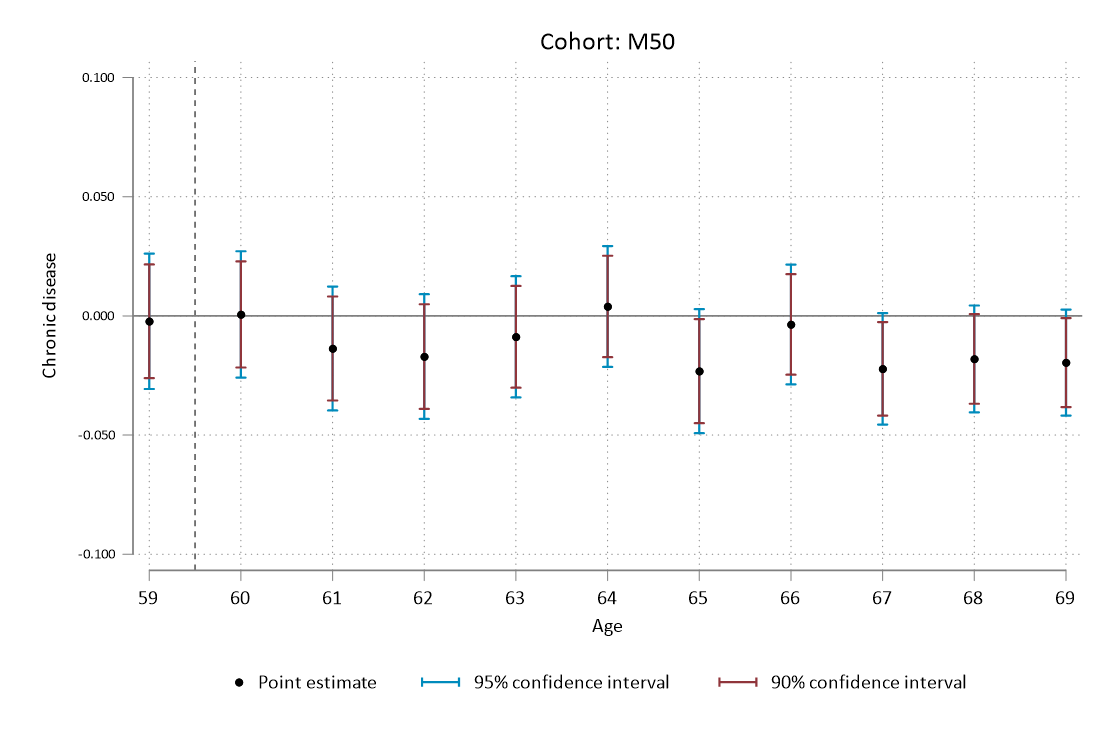 Cohort: M50
0.100
0.050
0.000
-0.050
-0.100
Chronic disease
59 60 61 62 63 64 65 66 67 68 69
Age
Point estimate 95% confidence interval 90% confidence interval